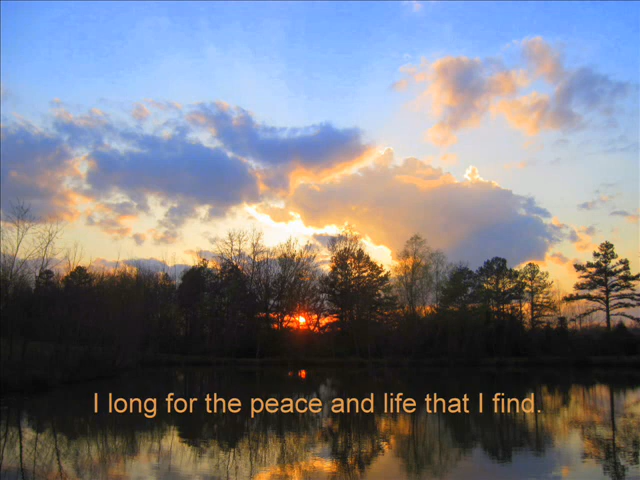 I long for the peace and life that I find.